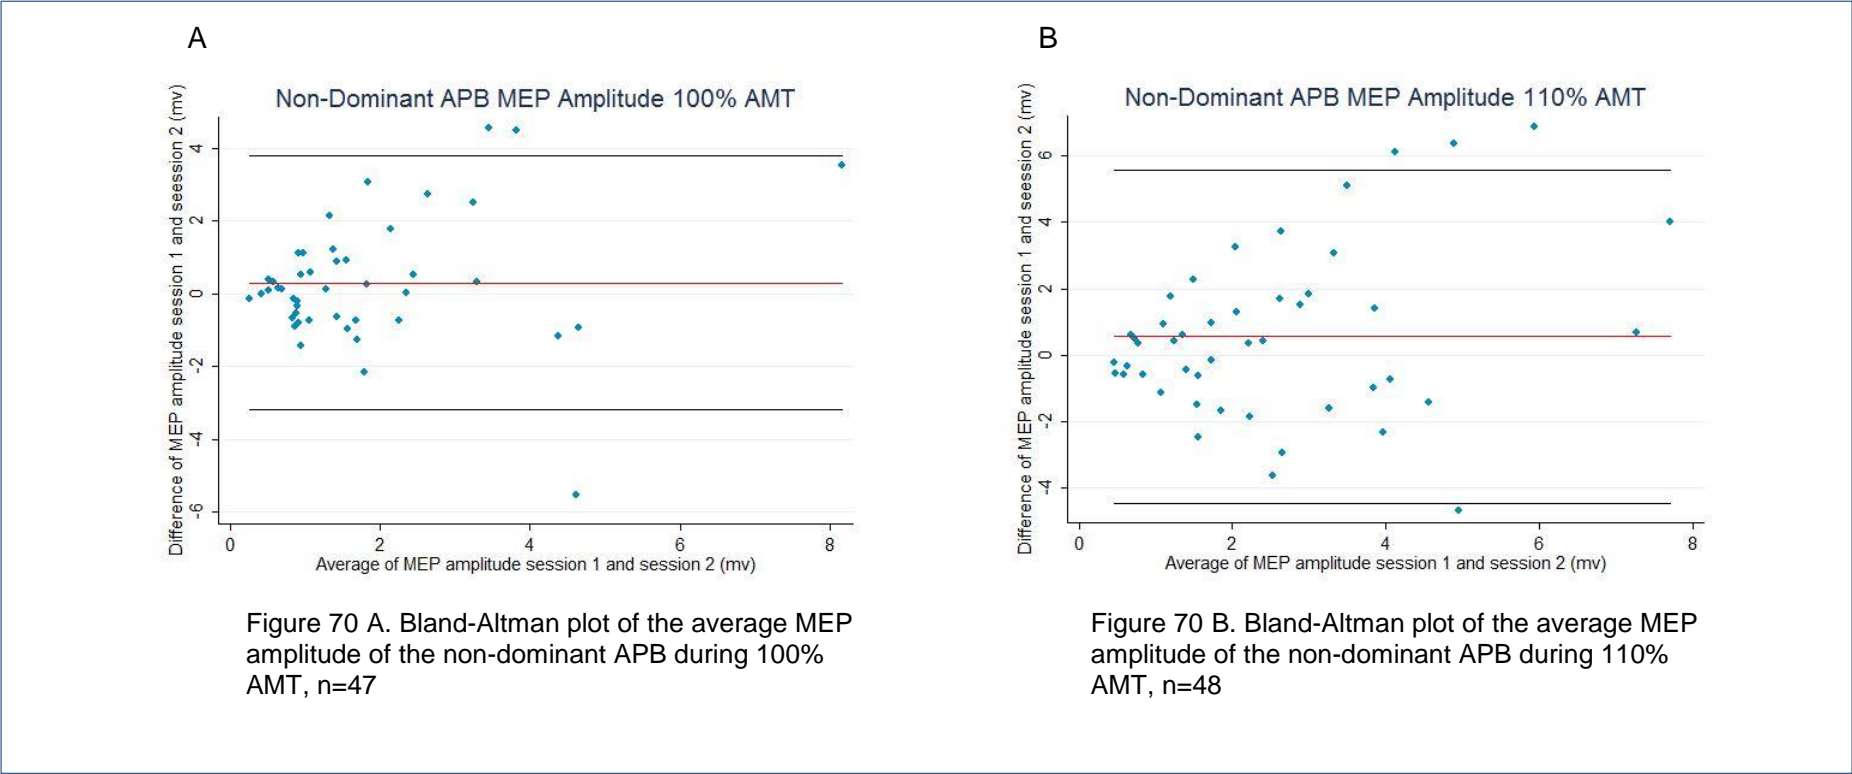 A
Non-Dominant APB MEP Amplitude 100% AMT
Difference of MEP amplitude session 1 and seesion 2 (mv)
4
2
0
-2
-4
-6
0 2 4 6 8
Average of MEP amplitude session 1 and session 2 (mv)
Figure 70 A. Bland-Altman plot of the average MEP
amplitude of the non-dominant APB during 100%
AMT, n=47
B
Non-Dominant APB MEP Amplitude 110% AMT
Difference of MEP amplitude session 1 and seesion 2 (mv)
6
4
2
0
-2
-4
0 2 4 6 8
Average of MEP amplitude session 1 and session 2 (mv)
Figure 70 B. Bland-Altman plot of the average MEP
amplitude of the non-dominant APB during 110%
AMT, n=48